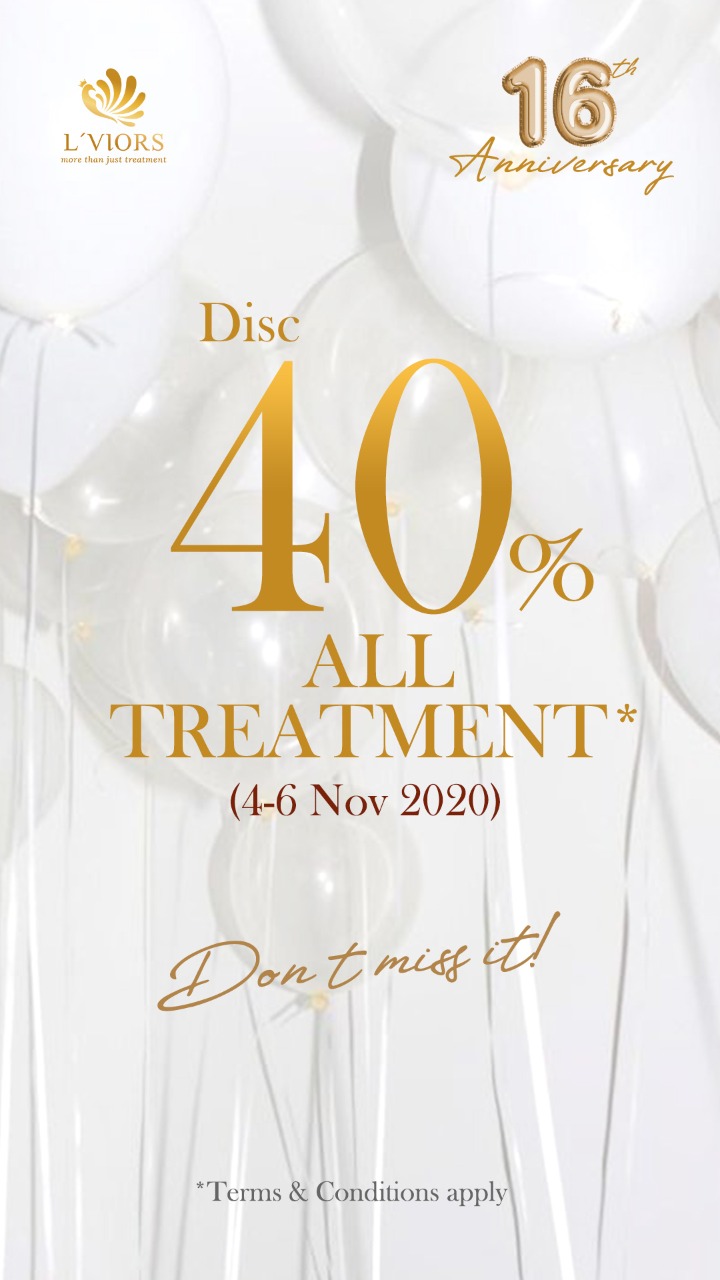 L'VIORS
more than just treatment
16th
Anniversary
Disc
40%
ALL
TREATMENT*
(4-6 Nov 2020)
Don t miss it!
*Terms & Conditions apply